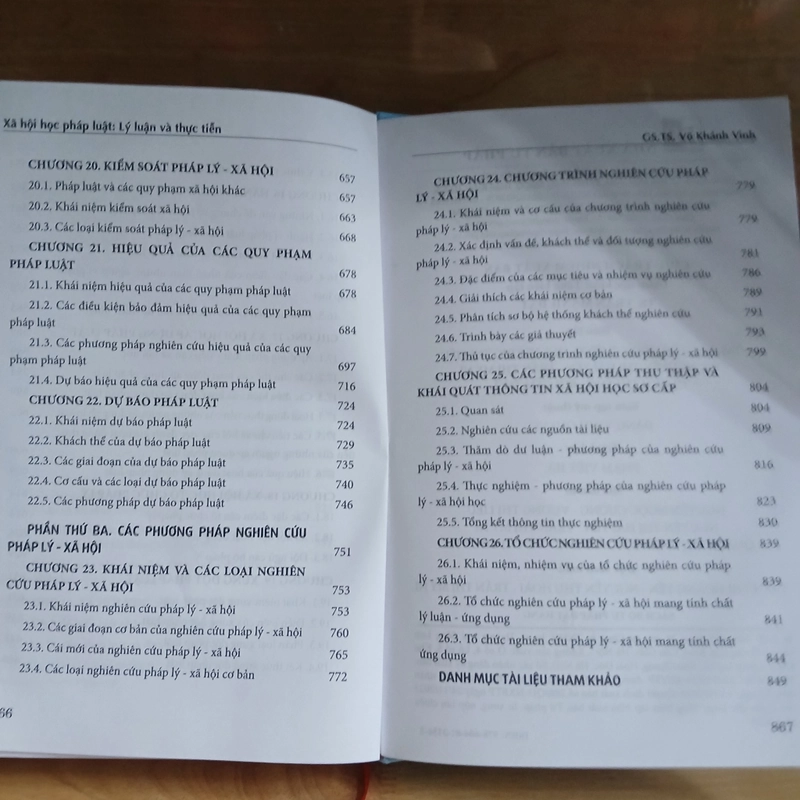 Xã hội học pháp luật: Lý luận và thực tiễn
CHƯƠNG 20. KIỂM SOÁT PHÁP LÝ - XÃ HỘI 657
20.1. Pháp luật và các quy phạm xã hội khác 657
20.2. Khái niệm kiểm soát xã hội 663
20.3. Các loại kiểm soát pháp lý - xã hội 668
CHƯƠNG 21. HIỆU QUẢ CỦA CÁC QUY PHẠM
PHÁP LUẬT 678
21.1. Khái niệm hiệu quả của các quy phạm pháp luật 678
21.2. Các điều kiện bảo đảm hiệu quả của các quy phạm
pháp luật 684
21.3. Các phương pháp nghiên cứu hiệu quả của các quy
phạm pháp luật 697
21.4. Dự báo hiệu quả của các quy phạm pháp luật 716
CHƯƠNG 22. DỰ BÁO PHÁP LUẬT 724
22.1. Khái niệm dự báo pháp luật 724
22.2. Khách thể của dự báo pháp luật 729
22.3. Các giai đoạn của dự báo pháp luật 735
22.4. Cơ cấu và các loại dự báo pháp luật 740
22.5. Các phương pháp dự báo pháp luật 746
PHẦN THỨ BA. CÁC PHƯƠNG PHÁP NGHIÊN CỨU
PHÁP LÝ - XÃ HỘI 751
CHƯƠNG 23. KHÁI NIỆM VÀ CÁC LOẠI NGHIÊN
CỨU PHÁP LÝ - XÃ HỘI 753
23.1. Khái niệm nghiên cứu pháp lý - xã hội 753
23.2. Các giai đoạn cơ bản của nghiên cứu pháp lý - xã hội 760
23.3. Cái mới của nghiên cứu pháp lý - xã hội 765
23.4. Các loại nghiên cứu pháp lý - xã hội cơ bản 772
66
GS.TS. Võ Khánh Vinh
CHƯƠNG 24. CHƯƠNG TRÌNH NGHIÊN CỨU PHÁP
LÝ - XÃ HỘI 779
24.1. Khái niệm và cơ cấu của chương trình nghiên cứu
pháp lý - xã hội 779
24.2. Xác định vấn đề, khách thể và đối tượng nghiên cứu
pháp lý - xã hội 781
24.3. Đặc điểm của các mục tiêu và nhiệm vụ nghiên cứu 786
24.4. Giải thích các khái niệm cơ bản 789
24.5. Phân tích sơ bộ hệ thống khách thể nghiên cứu 791
24.6. Trình bày các giả thuyết 793
24.7. Thủ tục của chương trình nghiên cứu pháp lý - xã hội 799
CHƯƠNG 25. CÁC PHƯƠNG PHÁP THU THẬP VÀ
KHÁI QUÁT THÔNG TIN XÃ HỘI HỌC SƠ CẤP 804
25.1. Quan sát 804
25.2. Nghiên cứu các nguồn tài liệu 809
25.3. Thăm dò dư luận - phương pháp của nghiên cứu
pháp lý - xã hội 816
25.4. Thực nghiệm - phương pháp của nghiên cứu pháp
lý - xã hội học 823
25.5. Tổng kết thông tin thực nghiệm 830
CHƯƠNG 26. TỔ CHỨC NGHIÊN CỨU PHÁP LÝ - XÃ HỘI 839
26.1. Khái niệm, nhiệm vụ của tổ chức nghiên cứu pháp
lý - xã hội 839
26.2. Tổ chức nghiên cứu pháp lý - xã hội mang tính chất
lý luận - ứng dụng 841
26.3. Tổ chức nghiên cứu pháp lý - xã hội mang tính chất
ứng dụng 844
DANH MỤC TÀI LIỆU THAM KHẢO 849
867